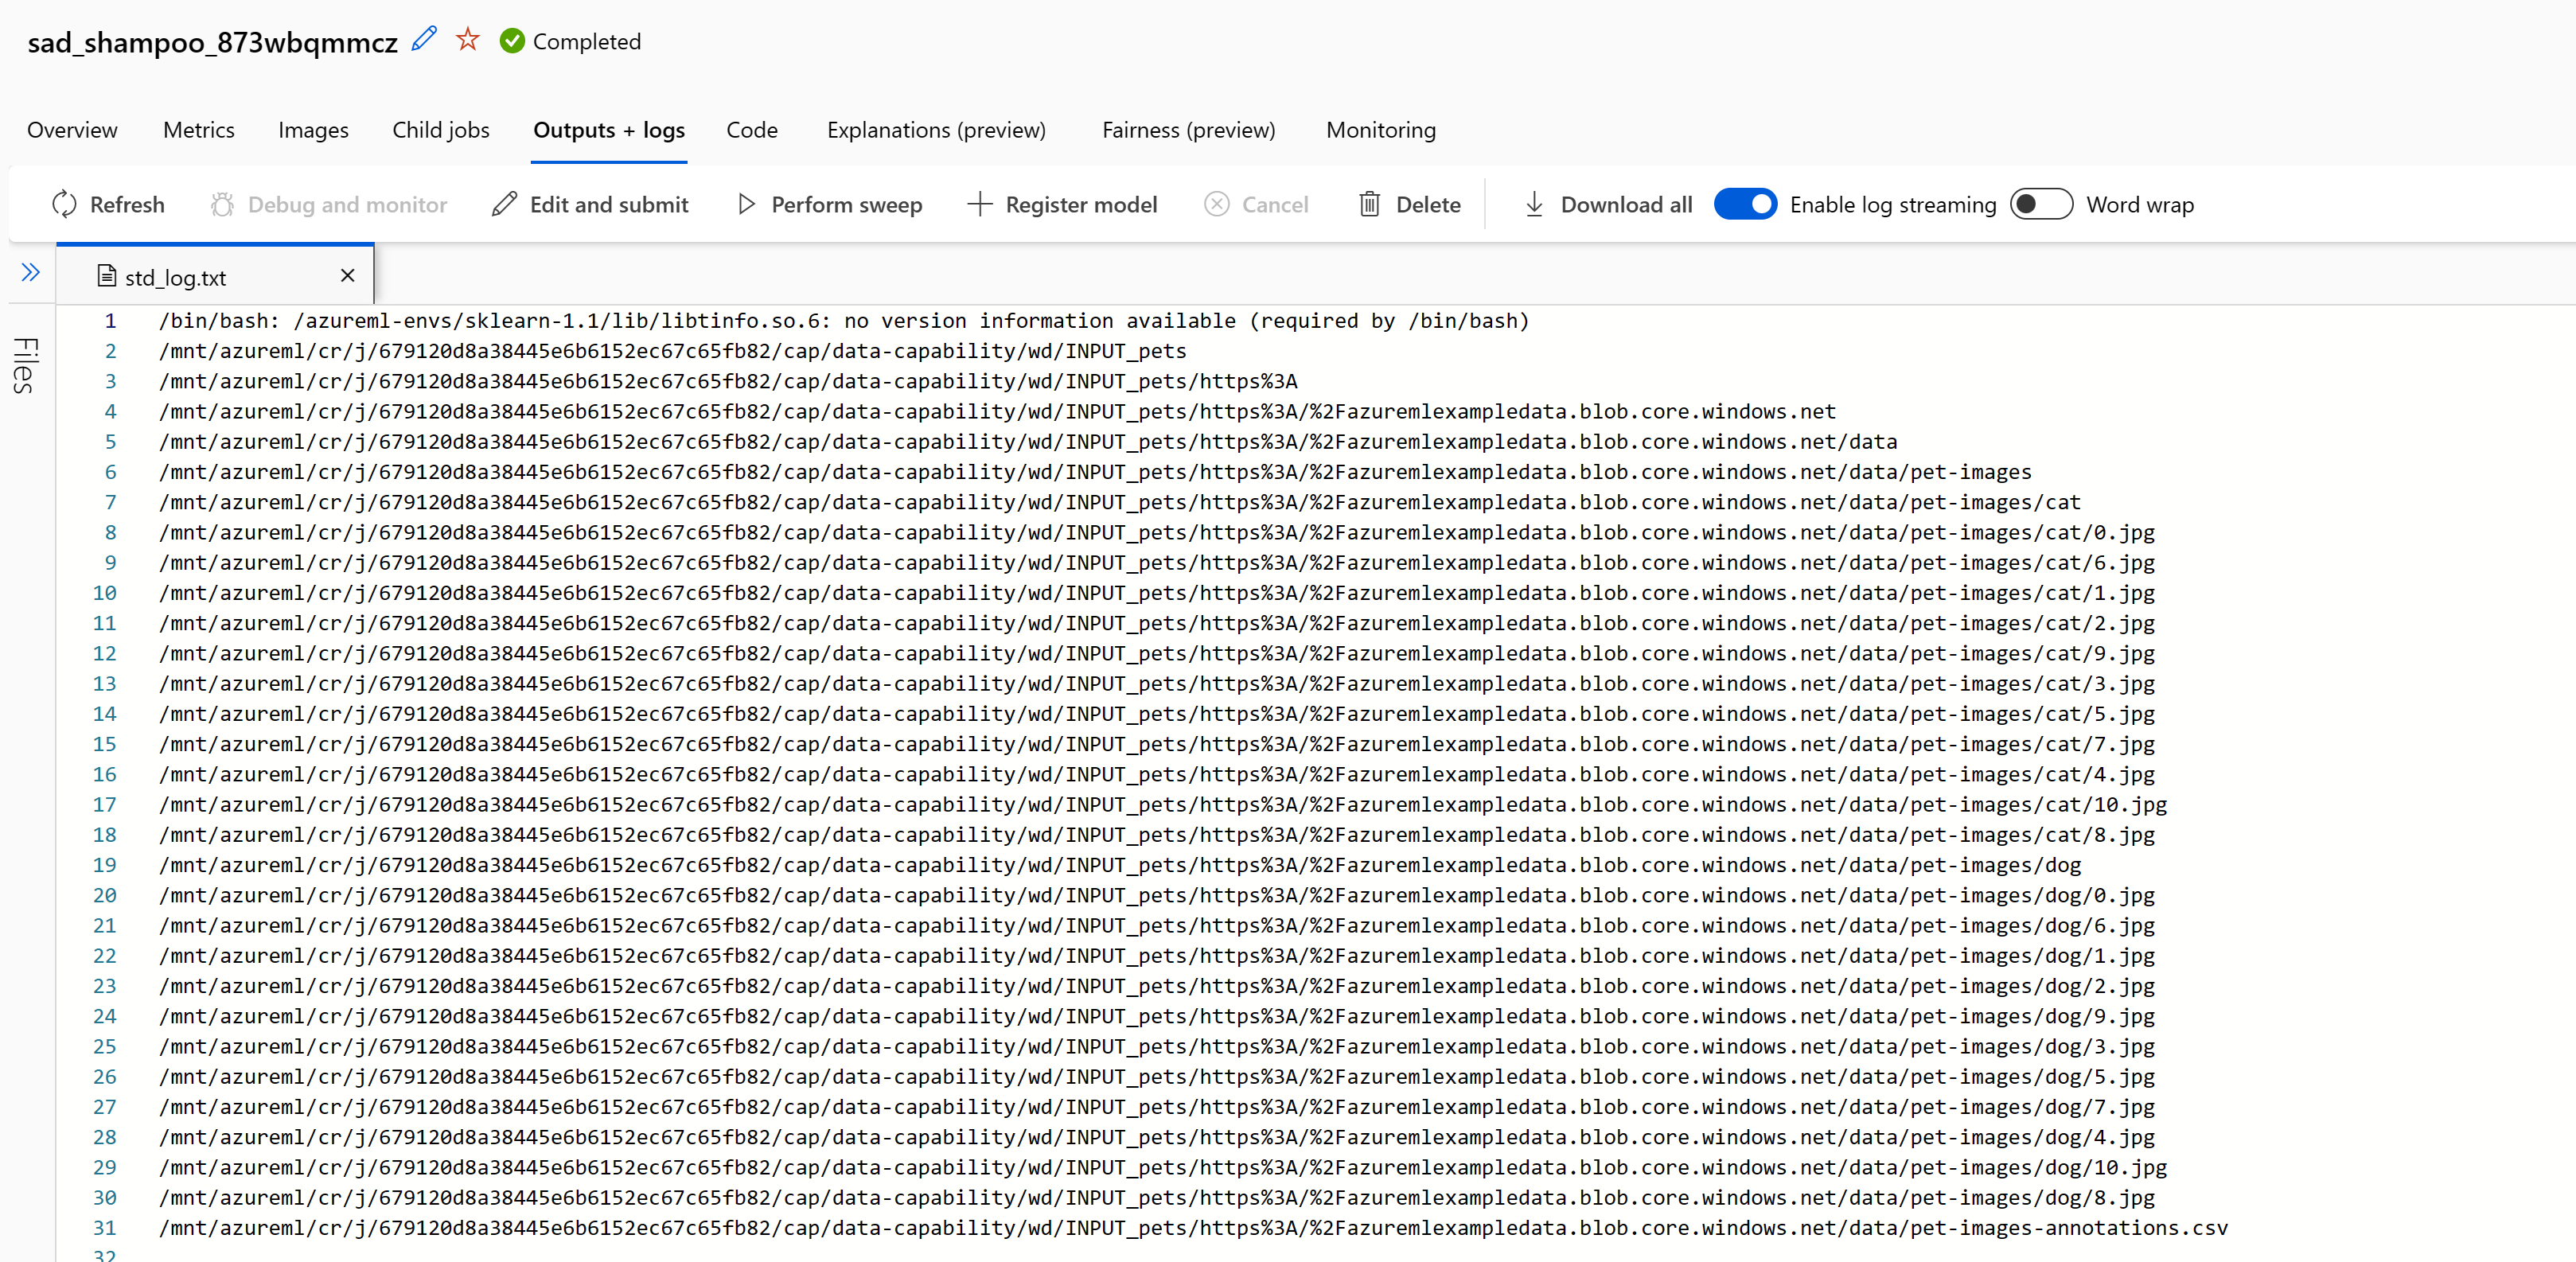 sad_shampoo_873wbqmmcz Completed
Overview Metrics Images Child jobs Outputs + logs Code Explanations (preview) Fairness (preview) Monitoring
Refresh Debug and monitor Edit and submit Perform sweep Register model Cancel Delete Download all Enable log streaming Word wrap
std_log.txt
Files
1 /bin/bash: /azureml-envs/sklearn-1.1/lib/libtinfo.so.6: no version information available (required by /bin/bash)
2 /mnt/azureml/cr/j/679120d8a38445e6b6152ec67c65fb82/cap/data-capability/wd/INPUT_pets
3 /mnt/azureml/cr/j/679120d8a38445e6b6152ec67c65fb82/cap/data-capability/wd/INPUT_pets/https%3A
4 /mnt/azureml/cr/j/679120d8a38445e6b6152ec67c65fb82/cap/data-capability/wd/INPUT_pets/https%3A/%2Fazuremlexampledata.blob.core.windows.net
5 /mnt/azureml/cr/j/679120d8a38445e6b6152ec67c65fb82/cap/data-capability/wd/INPUT_pets/https%3A/%2Fazuremlexampledata.blob.core.windows.net/data
6 /mnt/azureml/cr/j/679120d8a38445e6b6152ec67c65fb82/cap/data-capability/wd/INPUT_pets/https%3A/%2Fazuremlexampledata.blob.core.windows.net/data/pet-images
7 /mnt/azureml/cr/j/679120d8a38445e6b6152ec67c65fb82/cap/data-capability/wd/INPUT_pets/https%3A/%2Fazuremlexampledata.blob.core.windows.net/data/pet-images/cat
8 /mnt/azureml/cr/j/679120d8a38445e6b6152ec67c65fb82/cap/data-capability/wd/INPUT_pets/https%3A/%2Fazuremlexampledata.blob.core.windows.net/data/pet-images/cat/0.jpg
9 /mnt/azureml/cr/j/679120d8a38445e6b6152ec67c65fb82/cap/data-capability/wd/INPUT_pets/https%3A/%2Fazuremlexampledata.blob.core.windows.net/data/pet-images/cat/6.jpg
10 /mnt/azureml/cr/j/679120d8a38445e6b6152ec67c65fb82/cap/data-capability/wd/INPUT_pets/https%3A/%2Fazuremlexampledata.blob.core.windows.net/data/pet-images/cat/1.jpg
11 /mnt/azureml/cr/j/679120d8a38445e6b6152ec67c65fb82/cap/data-capability/wd/INPUT_pets/https%3A/%2Fazuremlexampledata.blob.core.windows.net/data/pet-images/cat/2.jpg
12 /mnt/azureml/cr/j/679120d8a38445e6b6152ec67c65fb82/cap/data-capability/wd/INPUT_pets/https%3A/%2Fazuremlexampledata.blob.core.windows.net/data/pet-images/cat/9.jpg
13 /mnt/azureml/cr/j/679120d8a38445e6b6152ec67c65fb82/cap/data-capability/wd/INPUT_pets/https%3A/%2Fazuremlexampledata.blob.core.windows.net/data/pet-images/cat/3.jpg
14 /mnt/azureml/cr/j/679120d8a38445e6b6152ec67c65fb82/cap/data-capability/wd/INPUT_pets/https%3A/%2Fazuremlexampledata.blob.core.windows.net/data/pet-images/cat/5.jpg
15 /mnt/azureml/cr/j/679120d8a38445e6b6152ec67c65fb82/cap/data-capability/wd/INPUT_pets/https%3A/%2Fazuremlexampledata.blob.core.windows.net/data/pet-images/cat/7.jpg
16 /mnt/azureml/cr/j/679120d8a38445e6b6152ec67c65fb82/cap/data-capability/wd/INPUT_pets/https%3A/%2Fazuremlexampledata.blob.core.windows.net/data/pet-images/cat/4.jpg
17 /mnt/azureml/cr/j/679120d8a38445e6b6152ec67c65fb82/cap/data-capability/wd/INPUT_pets/https%3A/%2Fazuremlexampledata.blob.core.windows.net/data/pet-images/cat/10.jpg
18 /mnt/azureml/cr/j/679120d8a38445e6b6152ec67c65fb82/cap/data-capability/wd/INPUT_pets/https%3A/%2Fazuremlexampledata.blob.core.windows.net/data/pet-images/cat/8.jpg
19 /mnt/azureml/cr/j/679120d8a38445e6b6152ec67c65fb82/cap/data-capability/wd/INPUT_pets/https%3A/%2Fazuremlexampledata.blob.core.windows.net/data/pet-images/dog
20 /mnt/azureml/cr/j/679120d8a38445e6b6152ec67c65fb82/cap/data-capability/wd/INPUT_pets/https%3A/%2Fazuremlexampledata.blob.core.windows.net/data/pet-images/dog/0.jpg
21 /mnt/azureml/cr/j/679120d8a38445e6b6152ec67c65fb82/cap/data-capability/wd/INPUT_pets/https%3A/%2Fazuremlexampledata.blob.core.windows.net/data/pet-images/dog/6.jpg
22 /mnt/azureml/cr/j/679120d8a38445e6b6152ec67c65fb82/cap/data-capability/wd/INPUT_pets/https%3A/%2Fazuremlexampledata.blob.core.windows.net/data/pet-images/dog/1.jpg
23 /mnt/azureml/cr/j/679120d8a38445e6b6152ec67c65fb82/cap/data-capability/wd/INPUT_pets/https%3A/%2Fazuremlexampledata.blob.core.windows.net/data/pet-images/dog/2.jpg
24 /mnt/azureml/cr/j/679120d8a38445e6b6152ec67c65fb82/cap/data-capability/wd/INPUT_pets/https%3A/%2Fazuremlexampledata.blob.core.windows.net/data/pet-images/dog/9.jpg
25 /mnt/azureml/cr/j/679120d8a38445e6b6152ec67c65fb82/cap/data-capability/wd/INPUT_pets/https%3A/%2Fazuremlexampledata.blob.core.windows.net/data/pet-images/dog/3.jpg
26 /mnt/azureml/cr/j/679120d8a38445e6b6152ec67c65fb82/cap/data-capability/wd/INPUT_pets/https%3A/%2Fazuremlexampledata.blob.core.windows.net/data/pet-images/dog/5.jpg
27 /mnt/azureml/cr/j/679120d8a38445e6b6152ec67c65fb82/cap/data-capability/wd/INPUT_pets/https%3A/%2Fazuremlexampledata.blob.core.windows.net/data/pet-images/dog/7.jpg
28 /mnt/azureml/cr/j/679120d8a38445e6b6152ec67c65fb82/cap/data-capability/wd/INPUT_pets/https%3A/%2Fazuremlexampledata.blob.core.windows.net/data/pet-images/dog/4.jpg
29 /mnt/azureml/cr/j/679120d8a38445e6b6152ec67c65fb82/cap/data-capability/wd/INPUT_pets/https%3A/%2Fazuremlexampledata.blob.core.windows.net/data/pet-images/dog/10.jpg
30 /mnt/azureml/cr/j/679120d8a38445e6b6152ec67c65fb82/cap/data-capability/wd/INPUT_pets/https%3A/%2Fazuremlexampledata.blob.core.windows.net/data/pet-images/dog/8.jpg
31 /mnt/azureml/cr/j/679120d8a38445e6b6152ec67c65fb82/cap/data-capability/wd/INPUT_pets/https%3A/%2Fazuremlexampledata.blob.core.windows.net/data/pet-images-annotations.csv
32